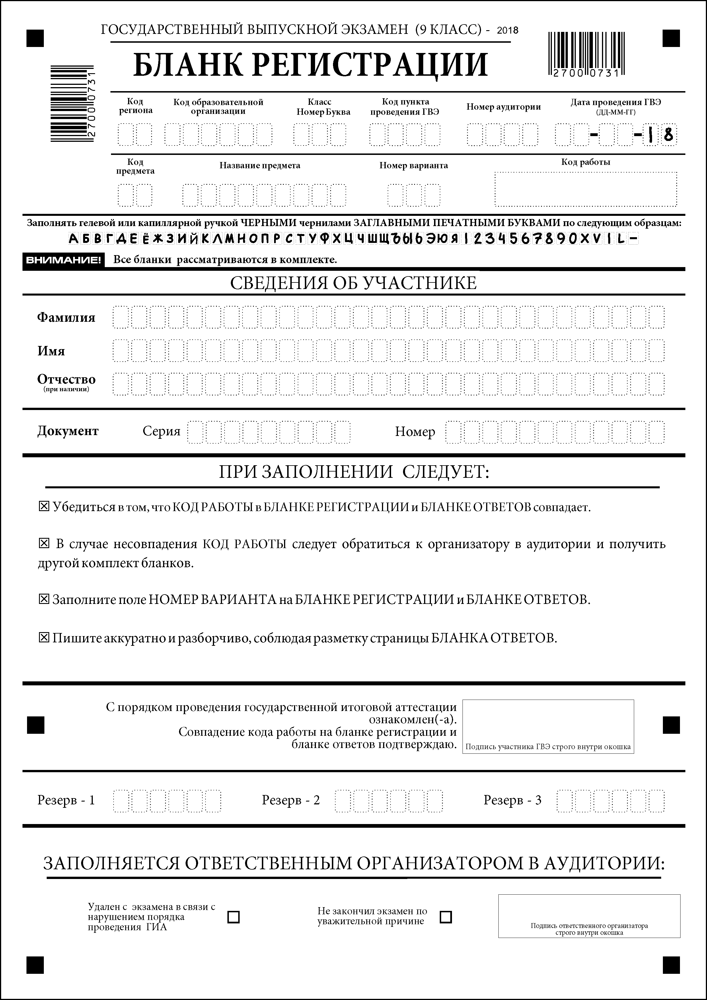 ГОСУДАРСТВЕННЫЙ ВЫПУСКНОЙ ЭКЗАМЕН (9 КЛАСС) - 2018
БЛАНК РЕГИСТРАЦИИ
2700 0731
2700 0731
Код региона
Код образовательной организации
Класс
Номер Буква
Код пункта проведения ГВЭ
Номер аудитории
Дата проведения ГВЭ
(ДД-ММ-ГГ)
- - 1 8
Код предмета
Название предмета
Номер варианта
Код работы
Заполнять гелевой или капиллярной ручкой ЧЕРНЫМИ чернилами ЗАГЛАВНЫМИ ПЕЧАТНЫМИ БУКВАМИ по следующим образцам:
А Б В Г Д Е Ё Ж З И Й К Л М Н О П Р С Т У Ф Х Ц Ч Ш Щ Ъ Ы Ь Э Ю Я 1 2 3 4 5 6 7 8 9 0 X V I L -
ВНИМАНИЕ! Все бланки рассматриваются в комплекте.
СВЕДЕНИЯ ОБ УЧАСТНИКЕ
Фамилия
Имя
Отчество
(при наличии)
Документ Серия Номер
ПРИ ЗАПОЛНЕНИИ СЛЕДУЕТ:
☒ Убедиться в том, что КОД РАБОТЫ в БЛАНКЕ РЕГИСТРАЦИИ и БЛАНКЕ ОТВЕТОВ совпадает.
☒ В случае несовпадения КОД РАБОТЫ следует обратиться к организатору в аудитории и получить
другой комплект бланков.
☒ Заполните поле НОМЕР ВАРИАНТА на БЛАНКЕ РЕГИСТРАЦИИ и БЛАНКЕ ОТВЕТОВ.
☒ Пишите аккуратно и разборчиво, соблюдая разметку страницы БЛАНКА ОТВЕТОВ.
С порядком проведения государственной итоговой аттестации
ознакомлен(-а).
Совпадение кода работы на бланке регистрации и
бланке ответов подтверждаю.
Подпись участника ГВЭ строго внутри окошка
Резерв - 1 Резерв - 2 Резерв - 3
ЗАПОЛНЯЕТСЯ ОТВЕТСТВЕННЫМ ОРГАНИЗАТОРОМ В АУДИТОРИИ:
Удален с экзамена в связи с
нарушением порядка
проведения ГИА
Не закончил экзамен по
уважительной причине
Подпись ответственного организатора
строго внутри окошка